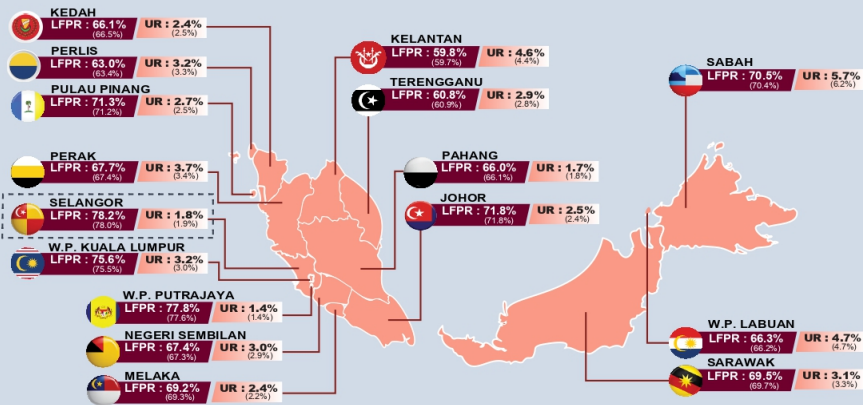 KEDAH
LFPR : 66.1% UR : 2.4%
(66.5%) (2.5%)
PERLIS
LFPR : 63.0% UR : 3.2%
(63.4%) (3.3%)
PULAU PINANG
LFPR : 71.3% UR : 2.7%
(71.2%) (2.5%)
PERAK
LFPR : 67.7% UR : 3.7%
(67.4%) (3.4%)
SELANGOR
LFPR : 78.2% UR : 1.8%
(78.0%) (1.9%)
W.P. KUALA LUMPUR
LFPR : 75.6% UR : 3.2%
(75.5%) (3.0%)
W.P. PUTRAJAYA
LFPR : 77.8% UR : 1.4%
(77.6%) (1.4%)
NEGERI SEMBILAN
LFPR : 67.4% UR : 3.0%
(67.3%) (2.9%)
MELAKA
LFPR : 69.2% UR : 2.4%
(69.3%) (2.2%)
KELANTAN
LFPR : 59.8% UR : 4.6%
(59.7%) (4.4%)
TERENGGANU
LFPR : 60.8% UR : 2.9%
(60.9%) (2.8%)
PAHANG
LFPR : 66.0% UR : 1.7%
(66.1%) (1.8%)
JOHOR
LFPR : 71.8% UR : 2.5%
(71.8%) (2.4%)
SABAH
LFPR : 70.5% UR : 5.7%
(70.4%) (6.2%)
W.P. LABUAN
LFPR : 66.3% UR : 4.7%
(66.2%) (4.7%)
SARAWAK
LFPR : 69.5% UR : 3.1%
(69.7%) (3.3%)